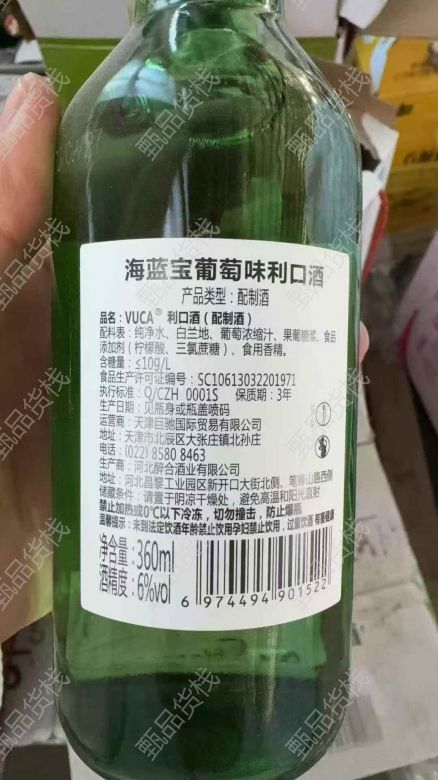 海蓝宝葡萄味利口酒
产品类型：配制酒
品名：VUCA® 利口酒（配制酒）
配料表：纯净水、白兰地、葡萄浓缩汁、果葡糖浆、食品
添加剂（柠檬酸、三氯蔗糖）、食用香精。
含糖量：≤10g/L
食品生产许可证编号：SC10613032201971
执行标准：Q/CZH 0001S 保质期：3年
生产日期：见瓶身或瓶盖喷码
运营商：天津巨驰国际贸易有限公司
地址：天津市北辰区大张庄镇北孙庄
电话：(022) 8580 8463
生产商：河北醉合酒业有限公司
地址：河北昌黎工业园区新开口大街北侧、笔峰山路西侧
储藏条件：请置于阴凉干燥处，避免高温和阳光直射
禁止加热或0℃以下冷冻，切勿撞击，防止爆瓶
温馨提示：未到法定饮酒年龄禁止饮用孕妇禁止饮用，过量饮酒 有害健康
净含量：360ml
酒精度：6%vol
6 974494 901522
甄品货栈